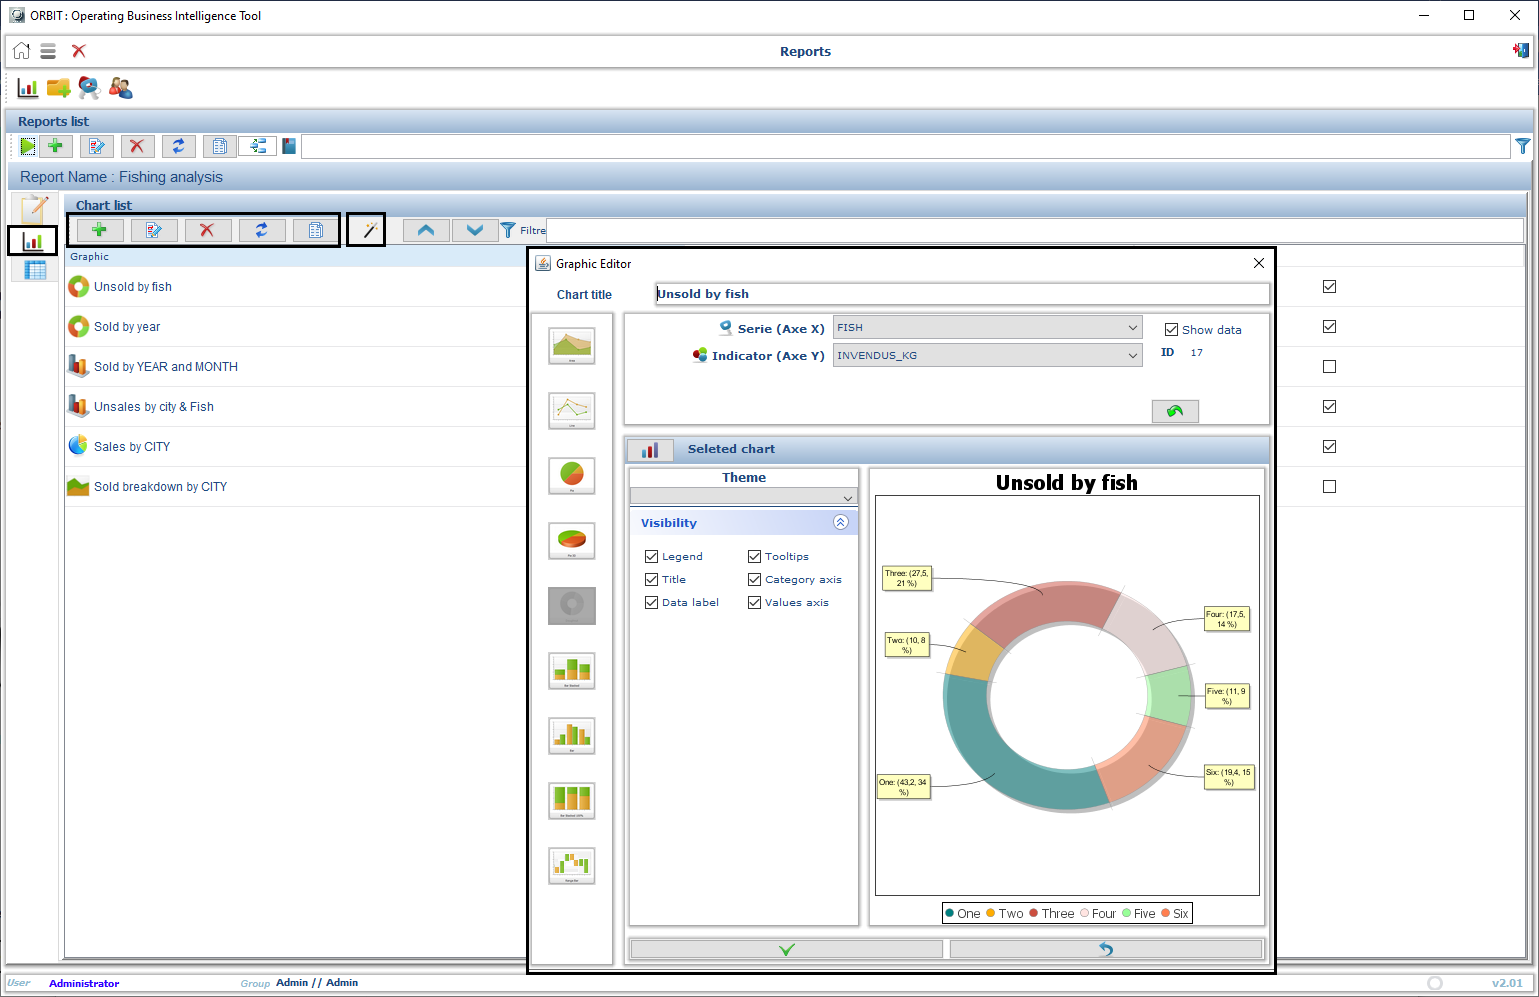 ORBIT : Operating Business Intelligence Tool
Reports
Reports list
Report Name : Fishing analysis
Chart list
Filtre
Graphic
Unsold by fish
Sold by year
Sold by YEAR and MONTH
Unsales by city & Fish
Sales by CITY
Sold breakdown by CITY
Graphic Editor
Chart title
Unsold by fish
Serie (Axe X)
FISH
Show data
Indicator (Axe Y)
INVENDUS_KG
ID 17
Seleted chart
Theme
Visibility
Legend
Tooltips
Title
Category axis
Data label
Values axis
Unsold by fish
Three: (27,5,
21 %)
Four: (17,5,
14 %)
Two: (10, 8
%)
Five: (11, 9
%)
One: (43,2, 34
%)
Six: (19,4, 15
%)
One Two Three Four Five Six
User Administrator
Group Admin // Admin
v2.01